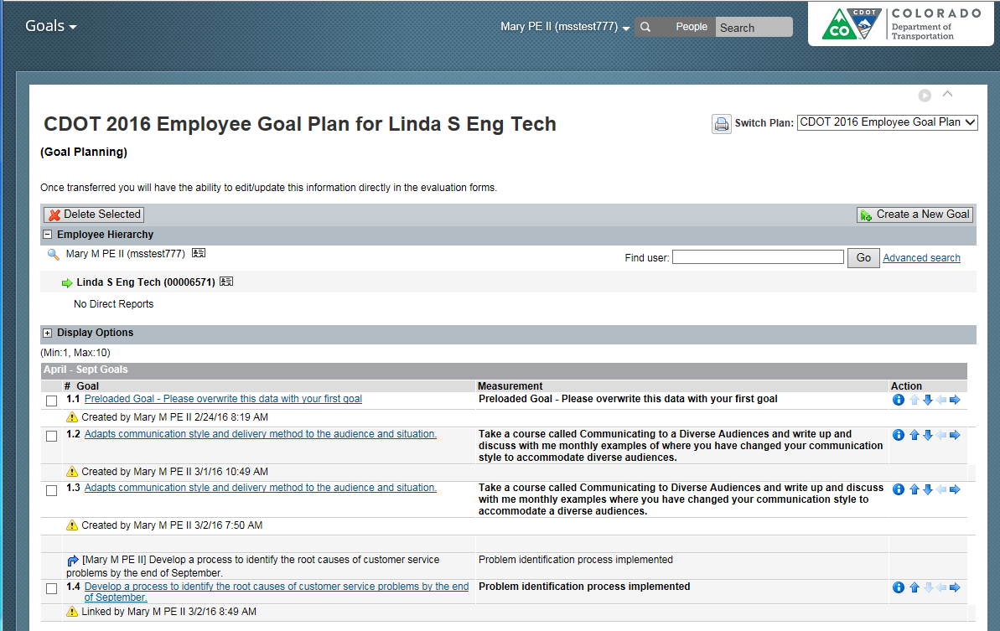 Goals
Mary PE II (msstest777)
People
Search
CDOT
CO
COLORADO
Department of
Transportation
CDOT 2016 Employee Goal Plan for Linda S Eng Tech
Switch Plan: CDOT 2016 Employee Goal Plan
(Goal Planning)
Once transferred you will have the ability to edit/update this information directly in the evaluation forms.
Delete Selected
Create a New Goal
Employee Hierarchy
Mary M PE II (msstest777)
Find user: Go Advanced search
Linda S Eng Tech (00006571)
No Direct Reports
Display Options
(Min:1, Max:10)
April - Sept Goals
# Goal Measurement Action
1.1 Preloaded Goal - Please overwrite this data with your first goal
Preloaded Goal - Please overwrite this data with your first goal
Created by Mary M PE II 2/24/16 8:19 AM
1.2 Adapts communication style and delivery method to the audience and situation.
Take a course called Communicating to a Diverse Audiences and write up and
discuss with me monthly examples of where you have changed your communication
style to accommodate diverse audiences.
Created by Mary M PE II 3/1/16 10:49 AM
1.3 Adapts communication style and delivery method to the audience and situation.
Take a course called Communicating to Diverse Audiences and write up and discuss
with me monthly examples where you have changed your communication style to
accommodate a diverse audiences.
Created by Mary M PE II 3/2/16 7:50 AM
[Mary M PE II] Develop a process to identify the root causes of customer service
problems by the end of September.
Problem identification process implemented
1.4 Develop a process to identify the root causes of customer service problems by the end
of September.
Problem identification process implemented
Linked by Mary M PE II 3/2/16 8:49 AM